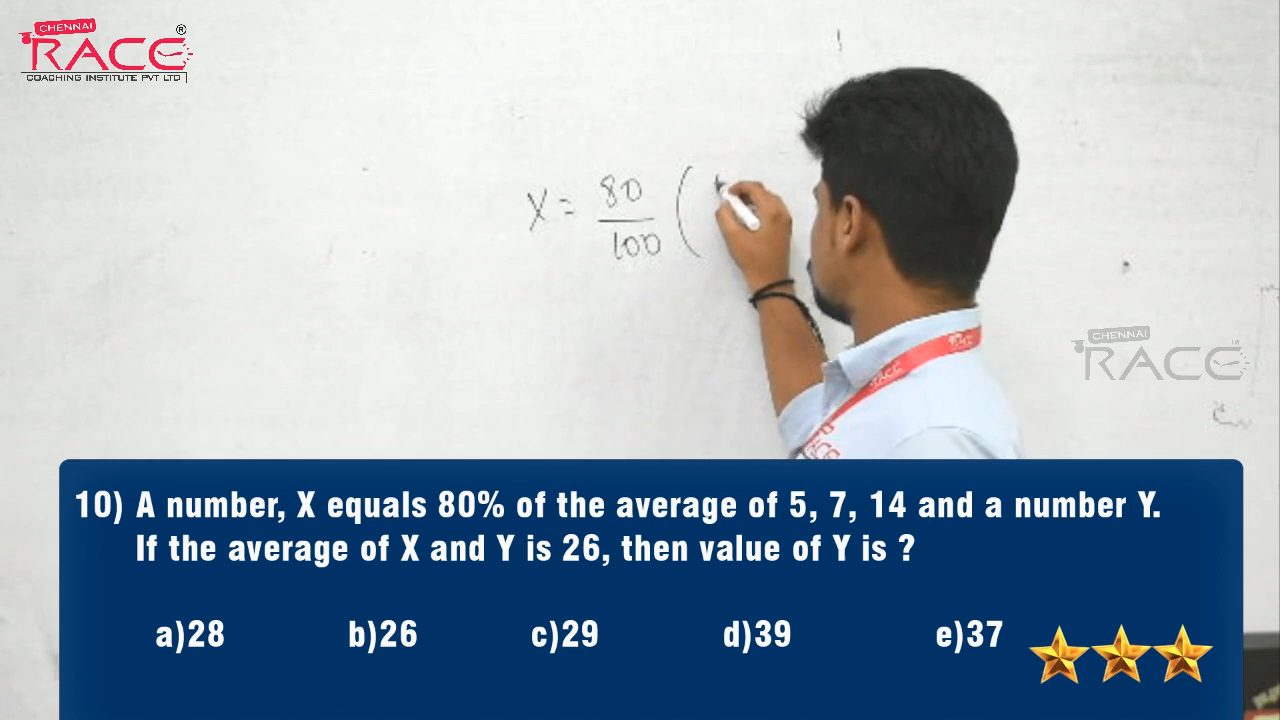 CHENNAI
RACE
COACHING INSTITUTE PVT LTD
X = 80/100 (
RACE
RACE
CHENNAI
RACE
10) A number, X equals 80% of the average of 5, 7, 14 and a number Y.
If the average of X and Y is 26, then value of Y is ?
a)28 b)26 c)29 d)39 e)37